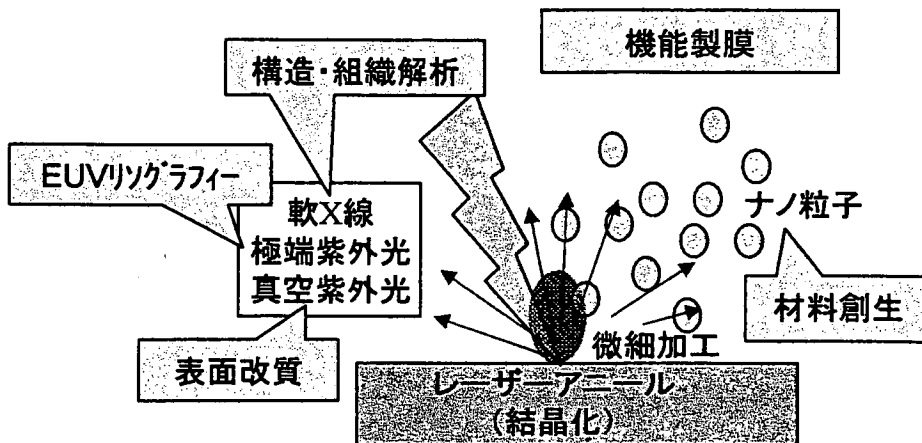 機能製膜
構造・組織解析
EUVリソグラフィー
軟X線
極端紫外光
真空紫外光
ナノ粒子
材料創生
表面改質
微細加工
レーザーアニール
(結晶化)